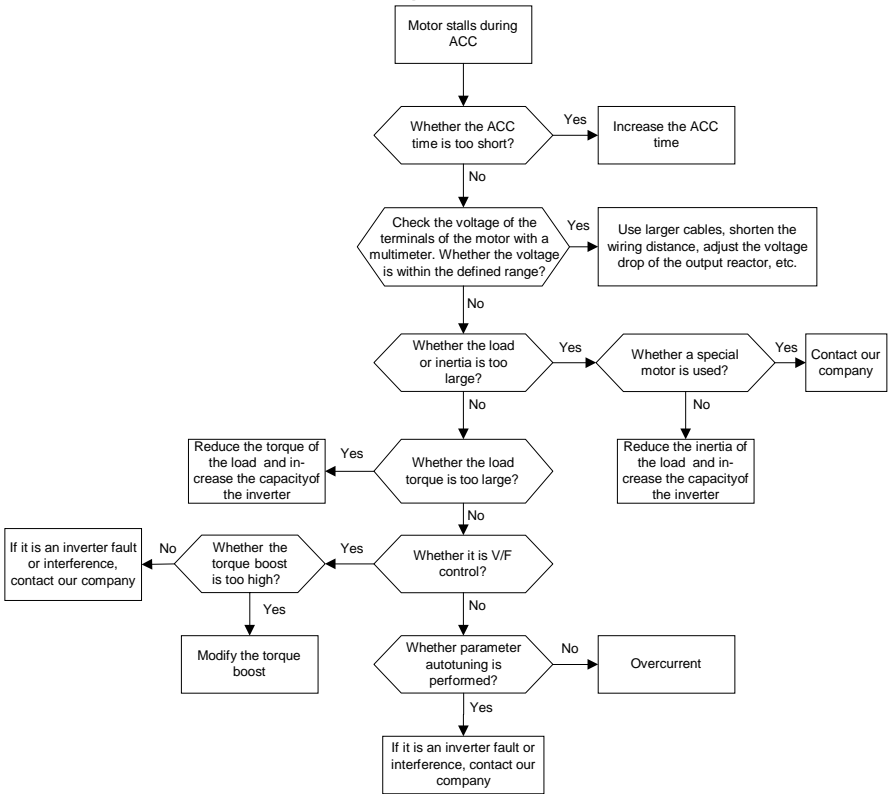 Motor stalls during
ACC
Whether the ACC
time is too short?
Yes
Increase the ACC
time
No
Check the voltage of the
terminals of the motor with a
multimeter. Whether the voltage
is within the defined range?
Yes
Use larger cables, shorten the
wiring distance, adjust the voltage
drop of the output reactor, etc.
No
Whether the load
or inertia is too
large?
Yes
Whether a special
motor is used?
Yes
Contact our
company
No
No
Reduce the torque of
the load and in-
crease the capacityof
the inverter
Yes
Whether the load
torque is too large?
Reduce the inertia of
the load and in-
crease the capacityof
the inverter
No
If it is an inverter fault
or interference,
contact our company
No
Whether the
torque boost
is too high?
Yes
Whether it is V/F
control?
Yes
No
Modify the torque
boost
Whether parameter
autotuning is
performed?
No
Overcurrent
Yes
If it is an inverter fault or
interference, contact our
company